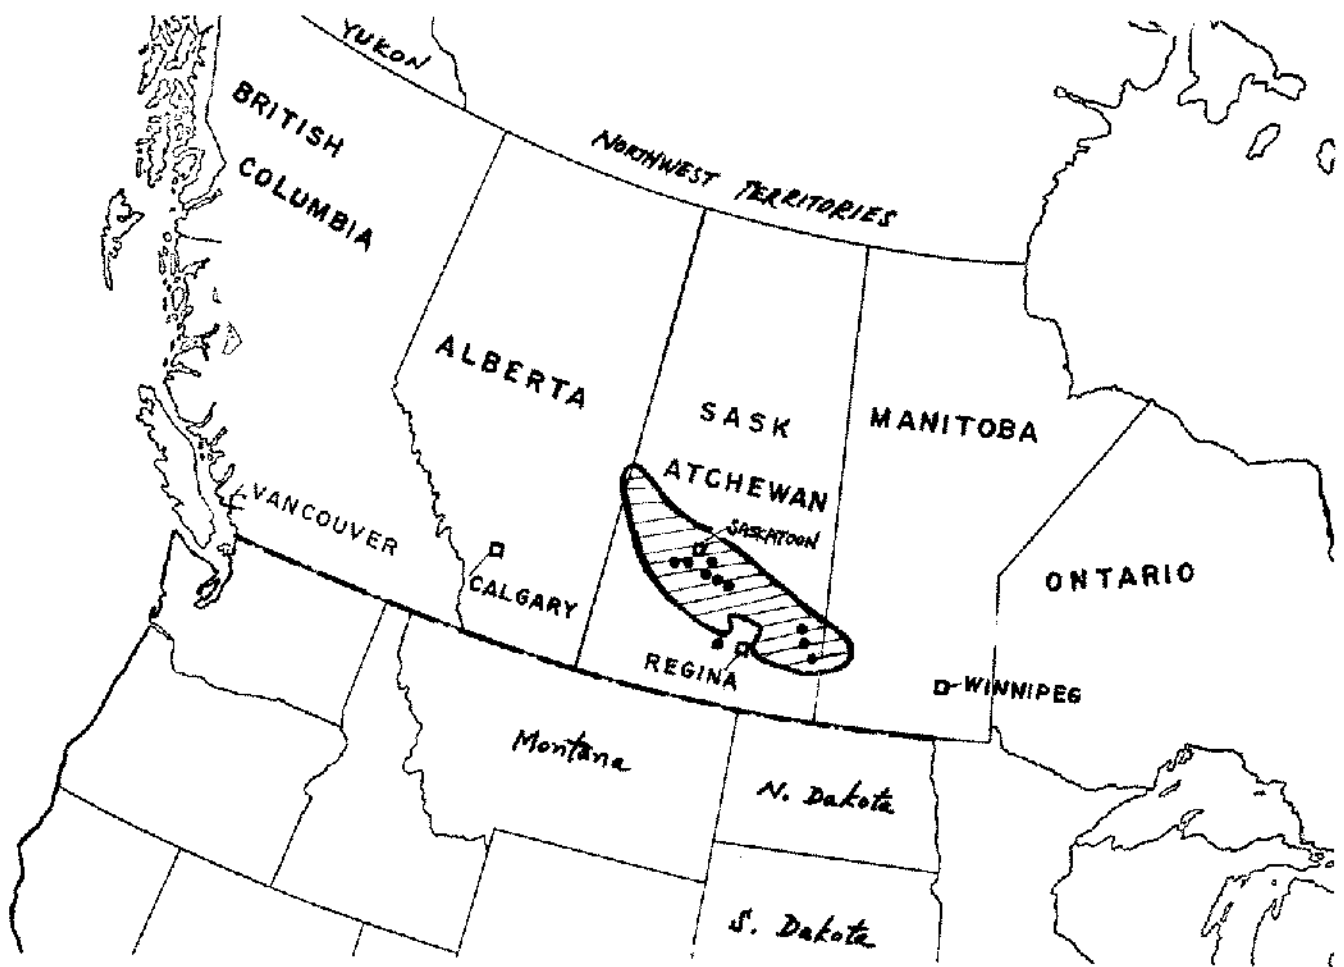 YUKON
BRITISH
COLUMBIA
NORTHWEST TERRITORIES
ALBERTA
SASK
ATCHEWAN
MANITOBA
VANCOUVER
SASKATOON
CALGARY
ONTARIO
REGINA
WINNIPEG
Montana
N. Dakota
S. Dakota